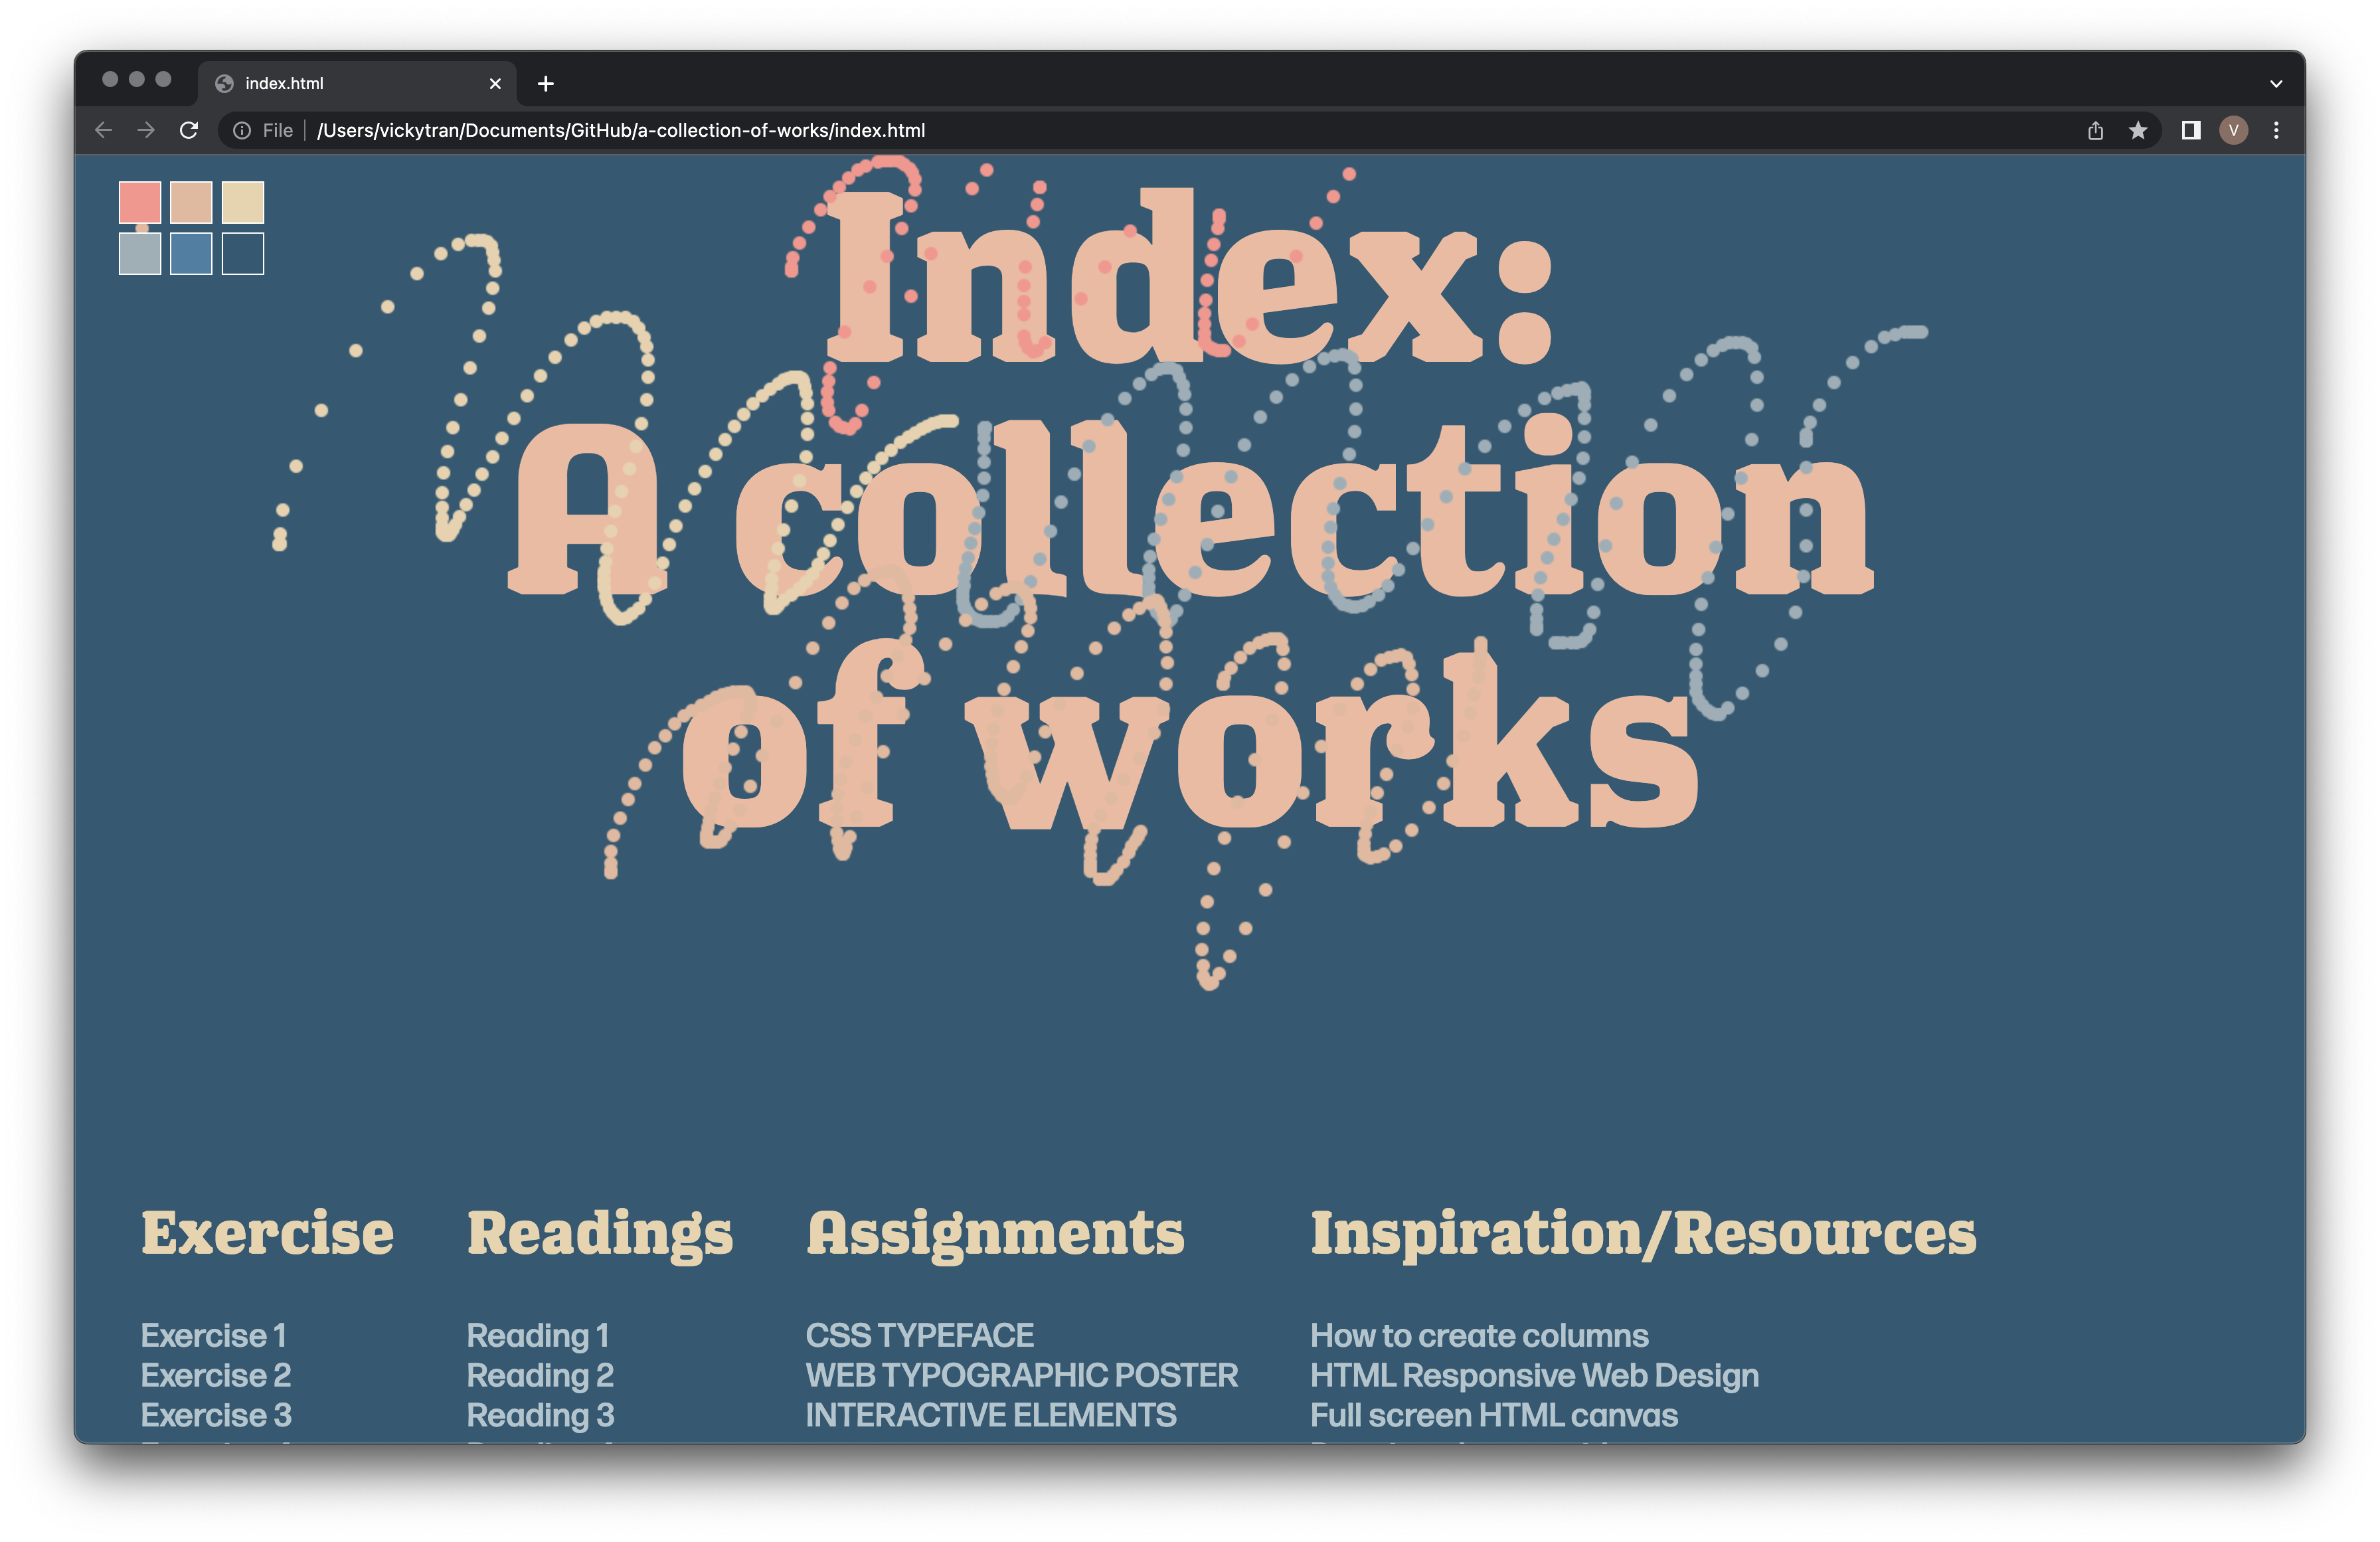 index.html
File /Users/vickytran/Documents/GitHub/a-collection-of-works/index.html
V
Index:
A collection
of works
Exercise
Exercise 1
Exercise 2
Exercise 3
Readings
Reading 1
Reading 2
Reading 3
Assignments
CSS TYPEFACE
WEB TYPOGRAPHIC POSTER
INTERACTIVE ELEMENTS
Inspiration/Resources
How to create columns
HTML Responsive Web Design
Full screen HTML canvas